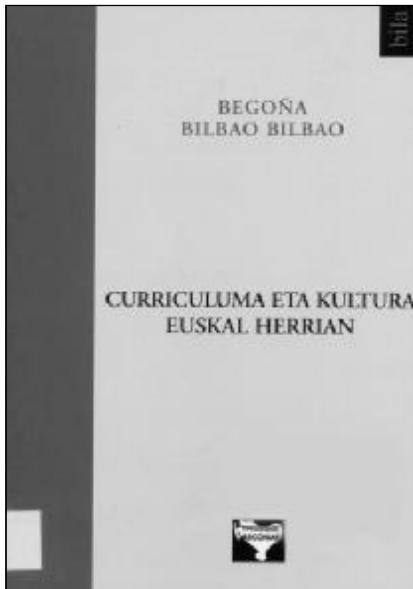 bila
BEGOÑA
BILBAO BILBAO
CURRICULUMA ETA KULTURA
EUSKAL HERRIAN